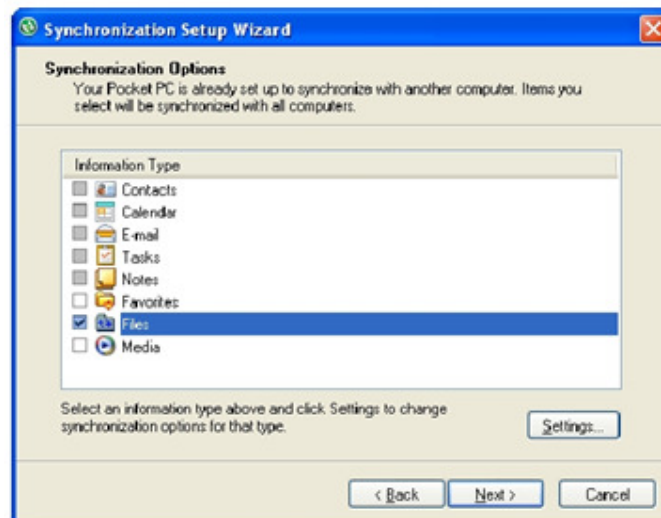 Synchronization Setup Wizard
Synchronization Options
Your Pocket PC is already set up to synchronize with another computer. Items you
select will be synchronized with all computers.
Information Type
Contacts
Calendar
E-mail
Tasks
Notes
Favorites
Files
Media
Select an information type above and click Settings to change
synchronization options for that type.
Settings...
< Back
Next >
Cancel